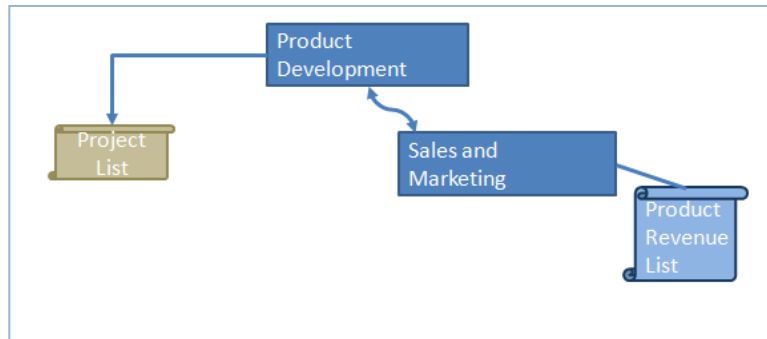 Product
Development
Project
List
Sales and
Marketing
Product
Revenue
List